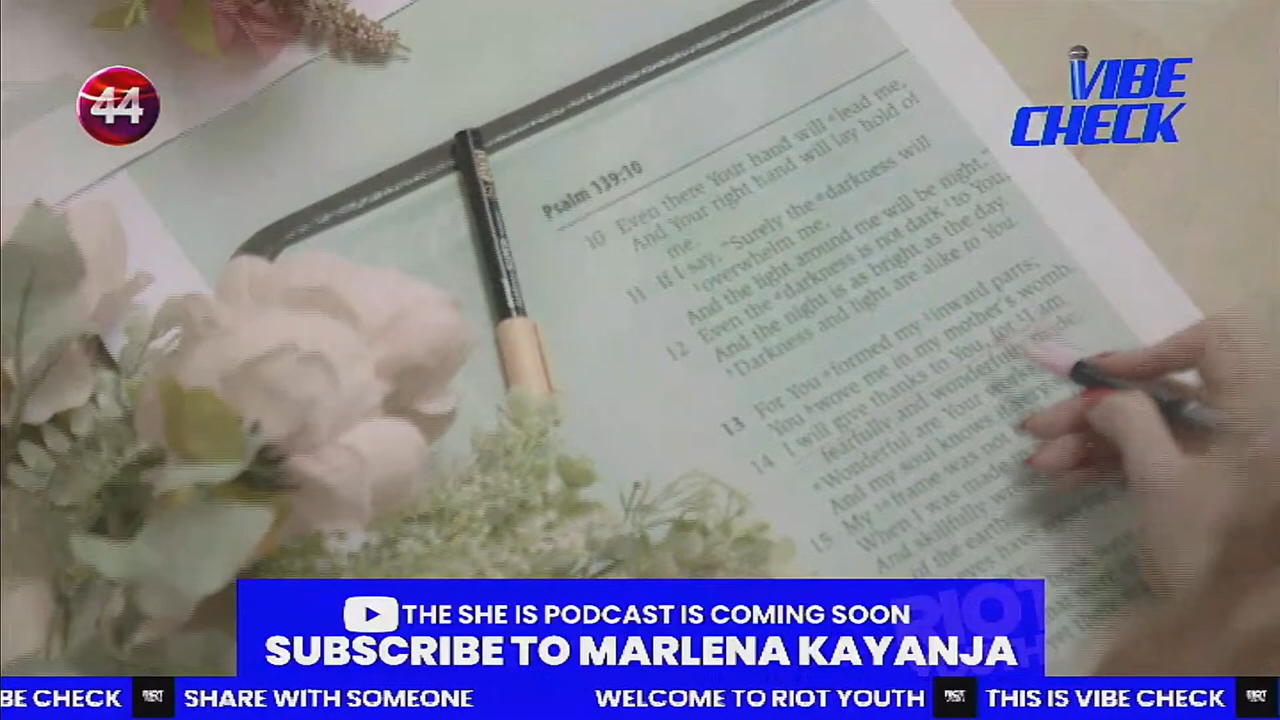 44
VIBE
CHECK
Psalm 139:10
10 Even there Your hand will lead me,
And Your right hand will lay hold of
me.
11 If I say, "Surely the darkness will
overwhelm me,
And the light around me will be night,
12 Even the darkness is not dark to You,
And the night is as bright as the day.
Darkness and light are alike to You.
13 For You formed my inward parts;
You wove me in my mother's womb.
14 I will give thanks to You, for I am
fearfully and wonderfully
Wonderful are Your
And my soul knows
15 My frame was not
When I was made
And skillfully
of the earth
THE SHE IS PODCAST IS COMING SOON
SUBSCRIBE TO MARLENA KAYANJA
BE CHECK SHARE WITH SOMEONE WELCOME TO RIOT YOUTH THIS IS VIBE CHECK